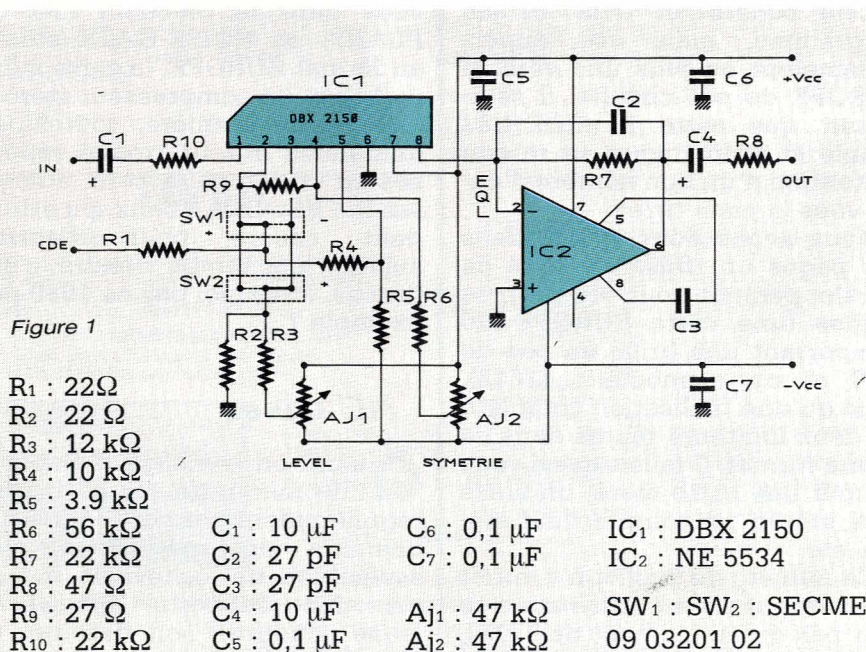 IC1
DBX 2150
1 2 3 4 5 6 7 8
C1
+
R10
IN
R9
SW1
+
CDE
R1
R4
+
SW2
-
R2
R3
R5
R6
AJ1
AJ2
LEVEL
SYMETRIE
C5
C6
+Vcc
C2
C4
+
R8
R7
OUT
EQL
2
-
7
5
IC2
6
3
+
4
8
C3
-Vcc
C7
Figure 1
R1 : 22Ω
R2 : 22 Ω
R3 : 12 kΩ
R4 : 10 kΩ
R5 : 3.9 kΩ
R6 : 56 kΩ
R7 : 22 kΩ
R8 : 47 Ω
R9 : 27 Ω
R10 : 22 kΩ
C1 : 10 µF
C2 : 27 pF
C3 : 27 pF
C4 : 10 µF
C5 : 0,1 µF
C6 : 0,1 µF
C7 : 0,1 µF
Aj1 : 47 kΩ
Aj2 : 47 kΩ
IC1 : DBX 2150
IC2 : NE 5534
SW1 : SW2 : SECME
09 03201 02